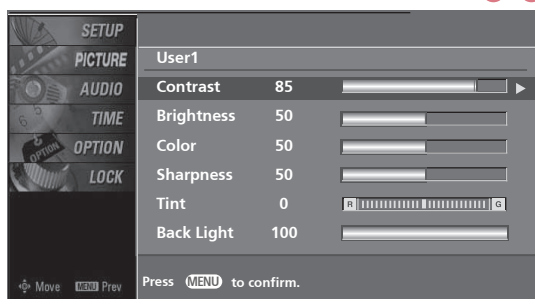 SETUP
PICTURE
AUDIO
TIME
OPTION
LOCK
Move MENU Prev
User1
Contrast 85
Brightness 50
Color 50
Sharpness 50
Tint 0 R G
Back Light 100
Press MENU to confirm.